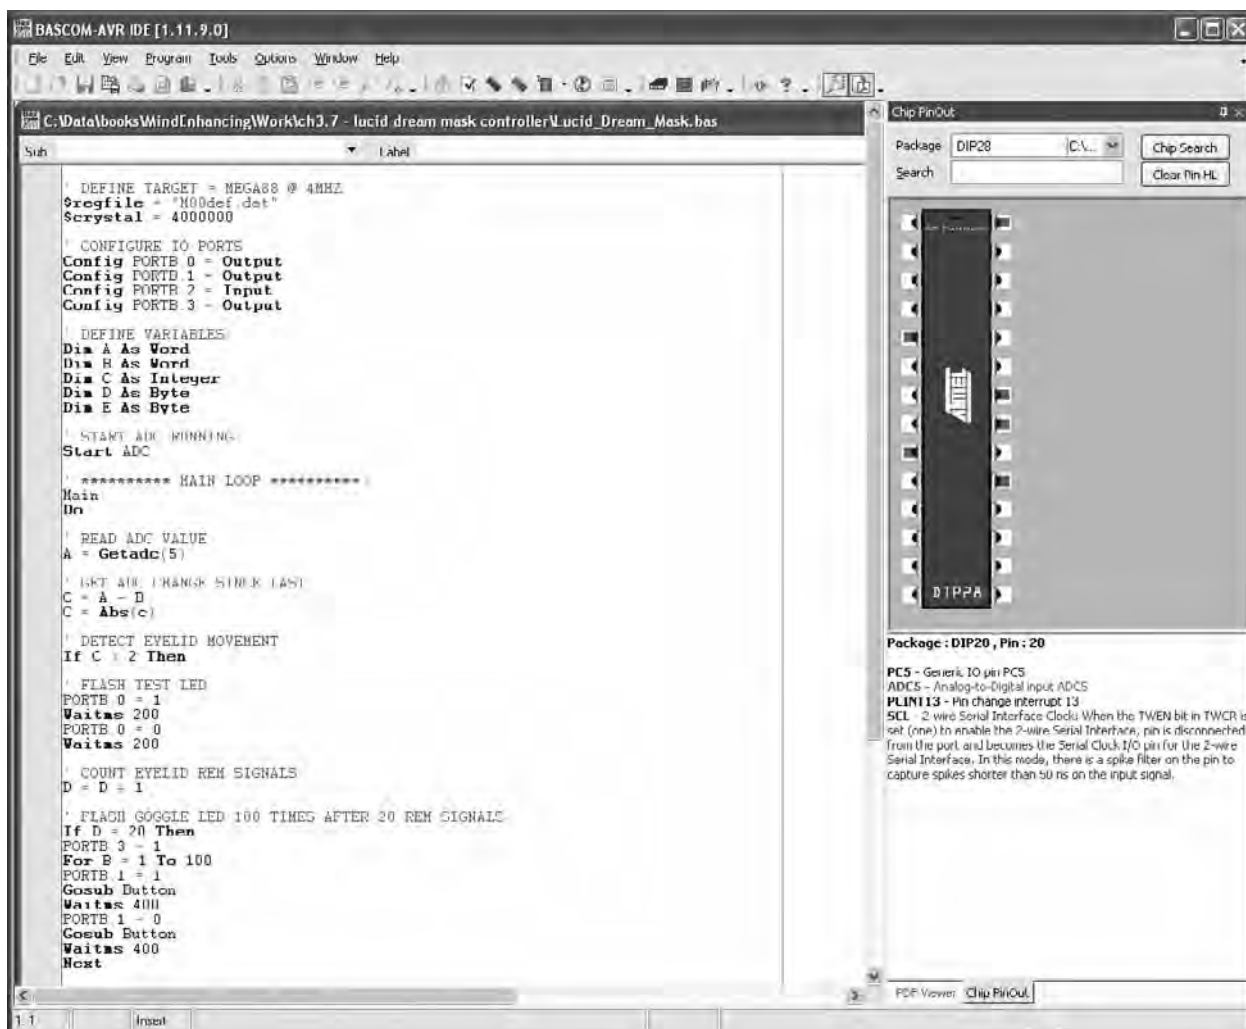 BASCOM-AVR IDE [1.11.9.0]
File Edit View Program Tools Options Window Help
C:\Data\books\MindEnhancing\Work\ch3.7 - lucid dream mask controller\Lucid_Dream_Mask.bas
Sub Label
' DEFINE TARGET = MEGA88 @ 4MHZ
$regfile =
$crystal = 4000000
' CONFIGURE IO PORTS
Config PORTB.0 = Output
Config PORTB.1 = Output
Config PORTB.2 = Input
Config PORTB.3 = Output
' DEFINE VARIABLES
Dim A As Word
Dim B As Word
Dim C As Integer
Dim D As Byte
Dim E As Byte
' START ADC RUNNING
Start ADC
' ********** MAIN LOOP **********
Main
Do
' READ ADC VALUE
A = Getadc(5)
' GET ADC CHANGE SINCE LAST
C = A -
C = Abs(c)
' DETECT EYELID MOVEMENT
If C 2 Then
' FLASH TEST LED
PORTB.0 = 1
Waitms 200
PORTB.0 = 0
Waitms 200
' COUNT EYELID REM SIGNALS
D = D + 1
' FLASH GOGGLE LED 100 TIMES AFTER 20 REM SIGNALS
If D = 20 Then
PORTB.3 = 1
For B = 1 To 100
PORTB.1 = 1
Gosub Button
Waitms 400
PORTB.1 = 0
Gosub Button
Waitms 400
Next
1:1 Insert
Chip PinOut
Package DIP28 C:\... Chip Search
Search Clear Pin HL
ATMEL
DIP28
Package : Pin :
PC5 - Generic IO pin PC5
ADC5 - Analog-to-Digital input ADC5
PCINT13 - Pin change interrupt 13
SCL - 2-wire Serial Interface Clock: When the TWEN bit in TWCR is
set (one) to enable the 2-wire Serial Interface, pin is disconnected
from the port and becomes the Serial Clock I/O pin for the 2-wire
Serial Interface. In this mode, there is a spike filter on the pin to
capture spikes shorter than 50 ns on the input signal.
PDF Viewer Chip PinOut